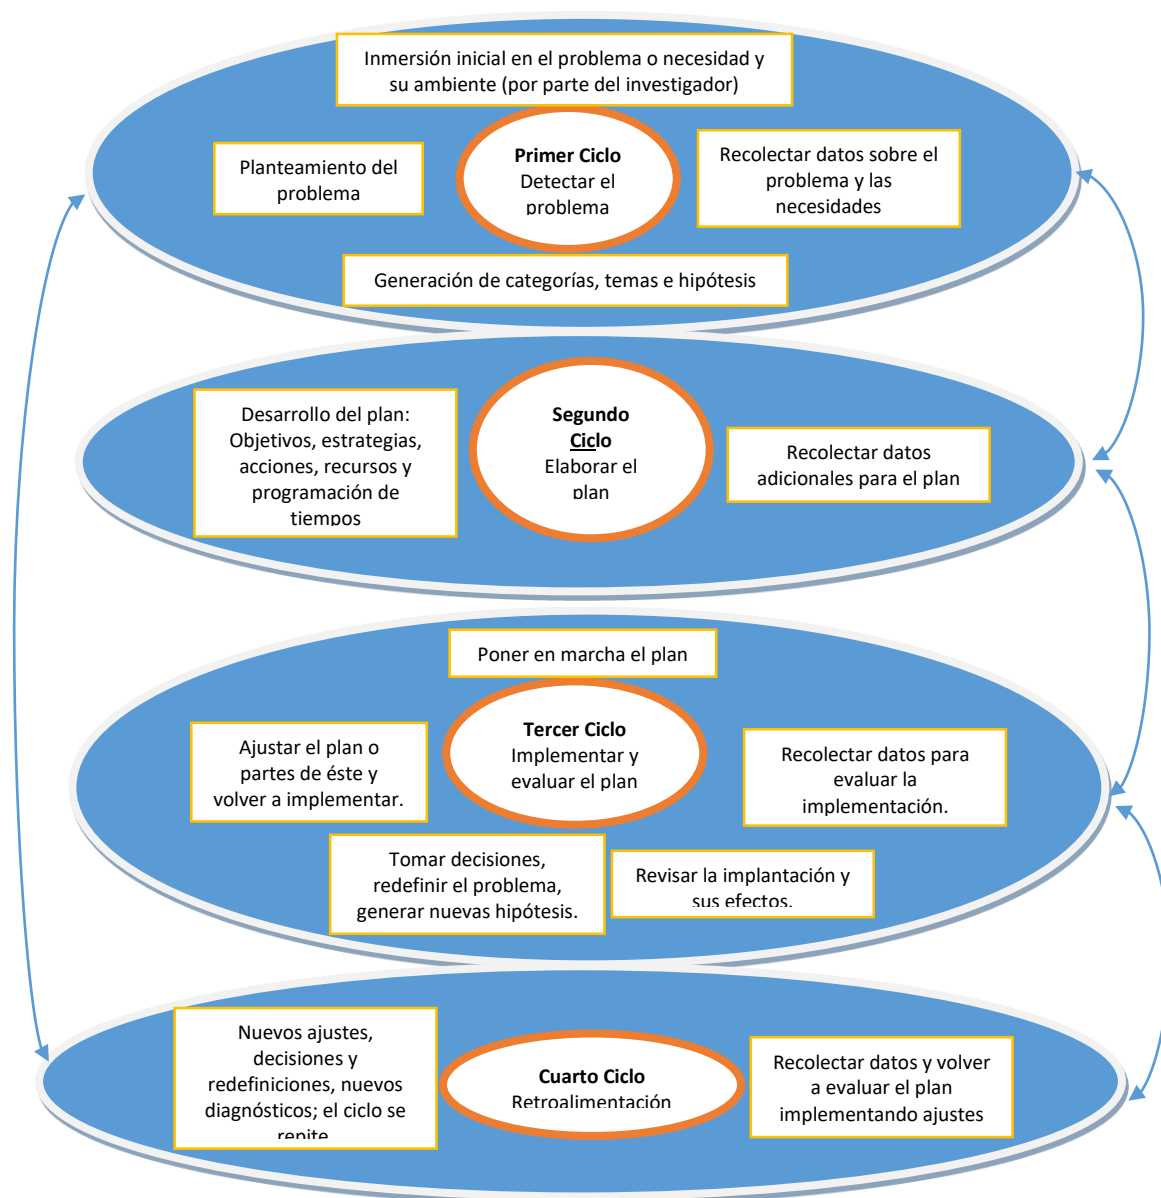 Inmersión inicial en el problema o necesidad y
su ambiente (por parte del investigador)
Planteamiento del
problema
Primer Ciclo
Detectar el
problema
Recolectar datos sobre el
problema y las
necesidades
Generación de categorías, temas e hipótesis
Desarrollo del plan:
Objetivos, estrategias,
acciones, recursos y
programación de
tiempos
Segundo
Ciclo
Elaborar el
plan
Recolectar datos
adicionales para el plan
Poner en marcha el plan
Ajustar el plan o
partes de éste y
volver a implementar.
Tercer Ciclo
Implementar y
evaluar el plan
Recolectar datos para
evaluar la
implementación.
Tomar decisiones,
redefinir el problema,
generar nuevas hipótesis.
Revisar la implantación y
sus efectos.
Nuevos ajustes,
decisiones y
redefiniciones, nuevos
diagnósticos; el ciclo se
repite
Cuarto Ciclo
Retroalimentación
Recolectar datos y volver
a evaluar el plan
implementando ajustes